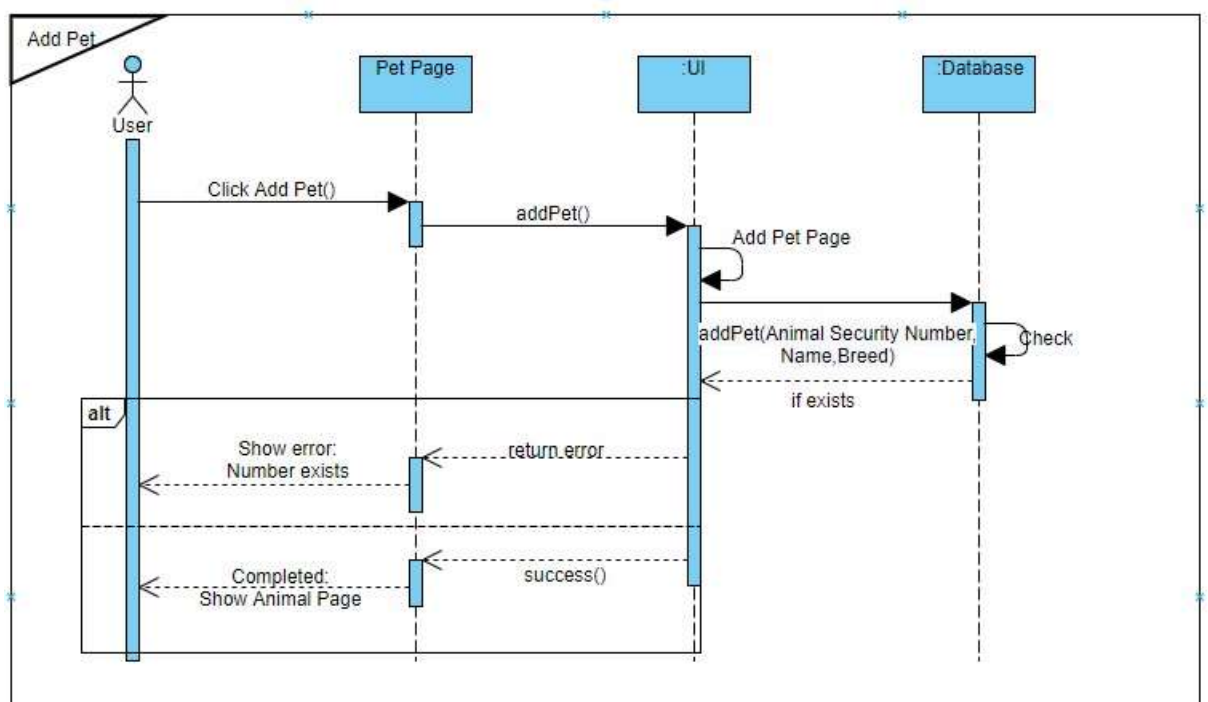 Add Pet
User
Pet Page
:UI
:Database
Click Add Pet()
addPet()
Add Pet Page
addPet(Animal Security Number,
Name,Breed)
Check
if exists
alt
Show error:
Number exists
return error
Completed:
Show Animal Page
success()